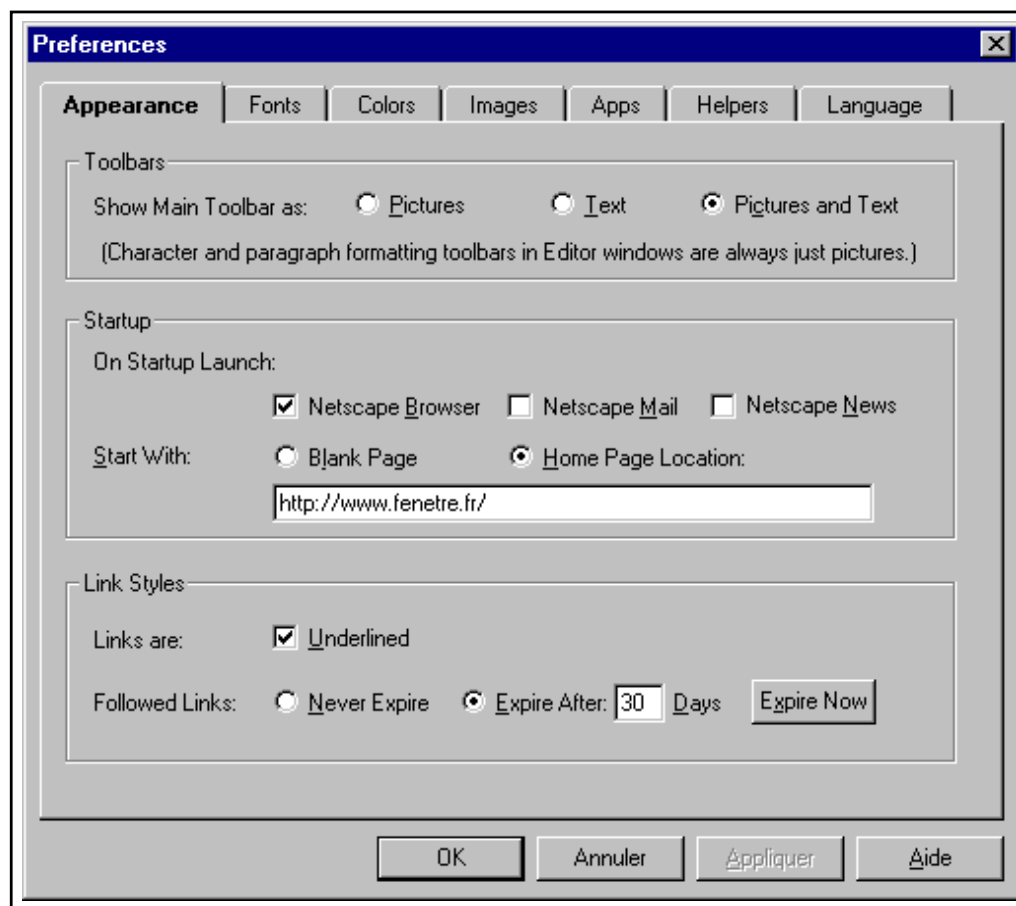 Preferences
Appearance Fonts Colors Images Apps Helpers Language
Toolbars
Show Main Toolbar as: Pictures Text Pictures and Text
(Character and paragraph formatting toolbars in Editor windows are always just pictures.)
Startup
On Startup Launch:
Netscape Browser Netscape Mail Netscape News
Start With: Blank Page Home Page Location:
http://www.fenetre.fr/
Link Styles
Links are: Underlined
Followed Links: Never Expire Expire After: 30 Days Expire Now
OK Annuler Appliquer Aide